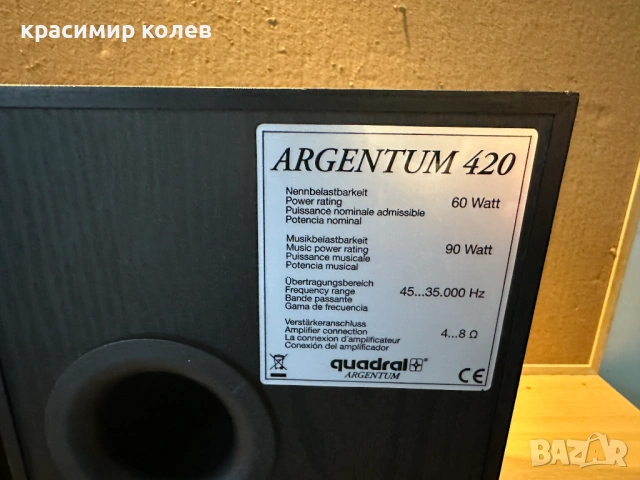 красимир колев
ARGENTUM 420
Nennbelastbarkeit
Power rating 60 Watt
Puissance nominale admissible
Potencia nominal
Musikbelastbarkeit
Music power rating 90 Watt
Puissance musicale
Potencia musical
Übertragungsbereich
Frequency range 45...35.000 Hz
Bande passante
Gama de frecuencia
Verstärkeranschluss
Amplifier connection 4...8 Ω
La connexion d'amplificateur
Conexión del amplificador
quadral®
ARGENTUM
CE
BAZAR